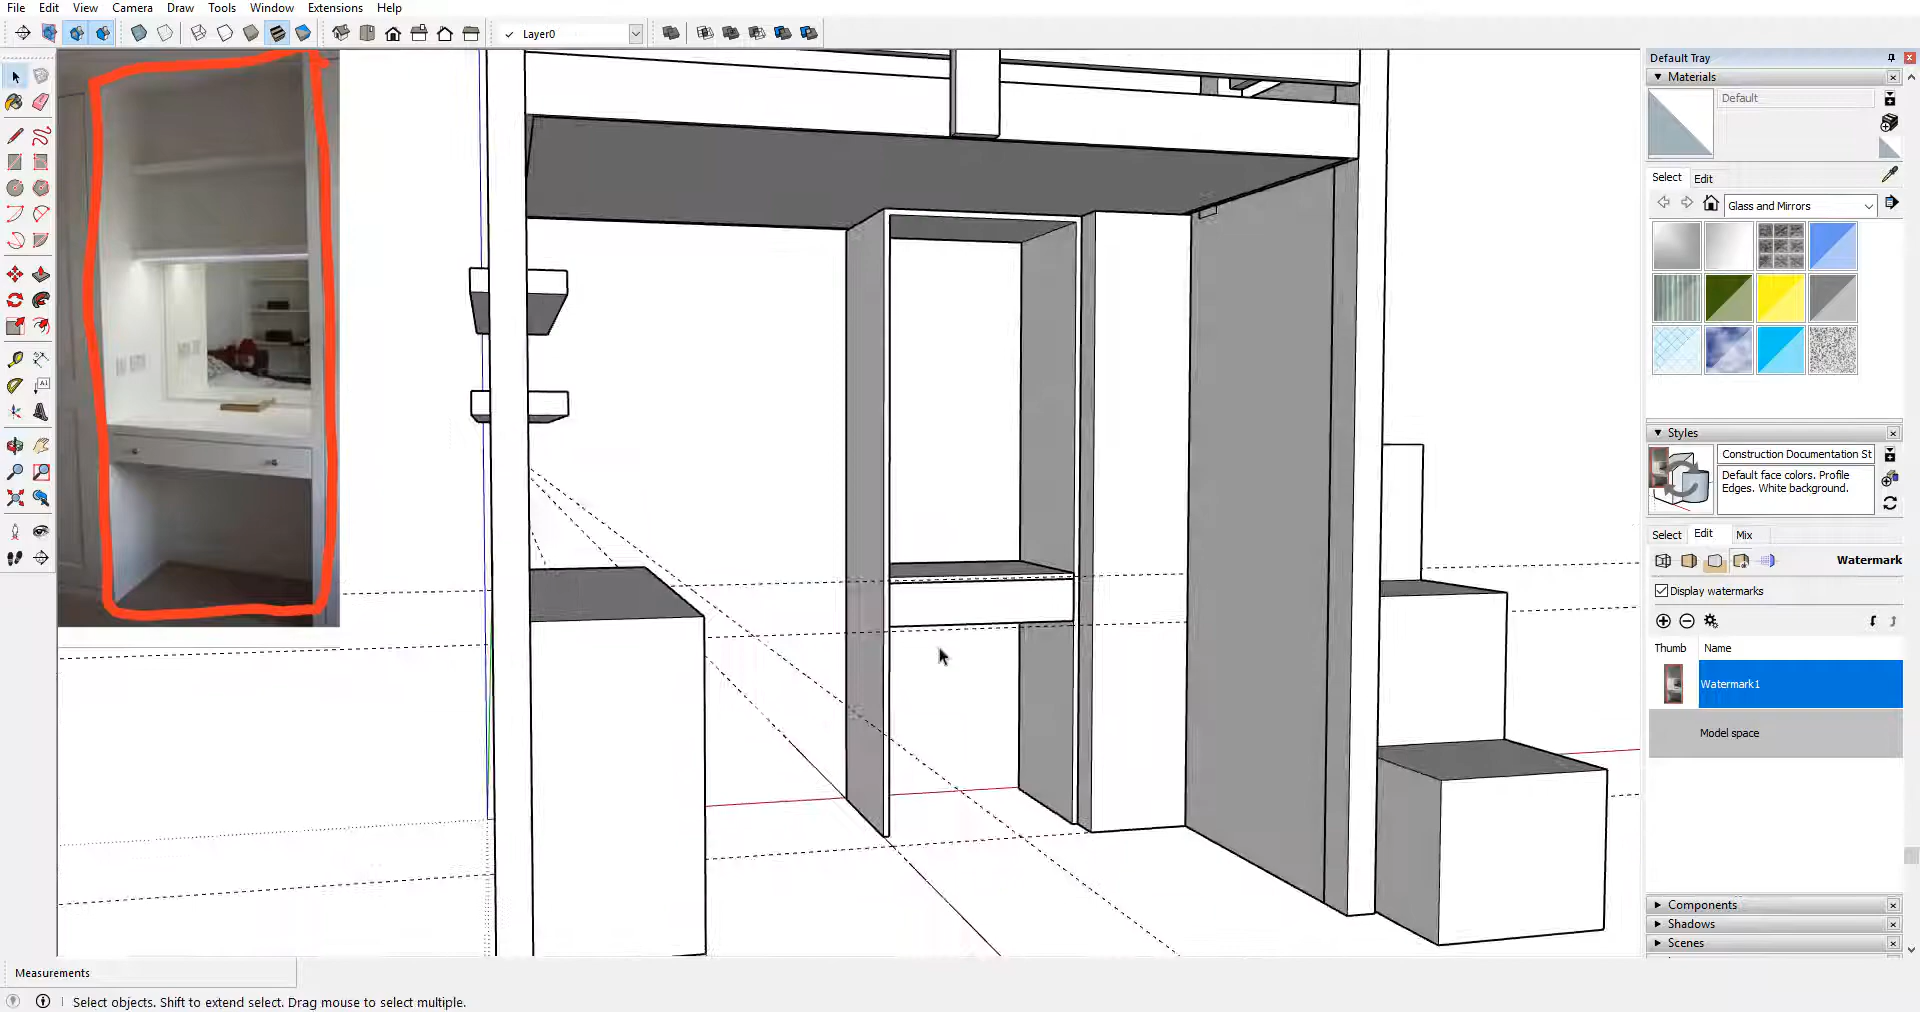 File Edit View Camera Draw Tools Window Extensions Help
✓ Layer0
Default Tray
Materials
Default
Select Edit
Glass and Mirrors
Styles
Construction Documentation St
Default face colors. Profile
Edges. White background.
Select Edit Mix
Watermark
Display watermarks
Thumb Name
Watermark1
Model space
Components
Shadows
Scenes
Measurements
Select objects. Shift to extend select. Drag mouse to select multiple.